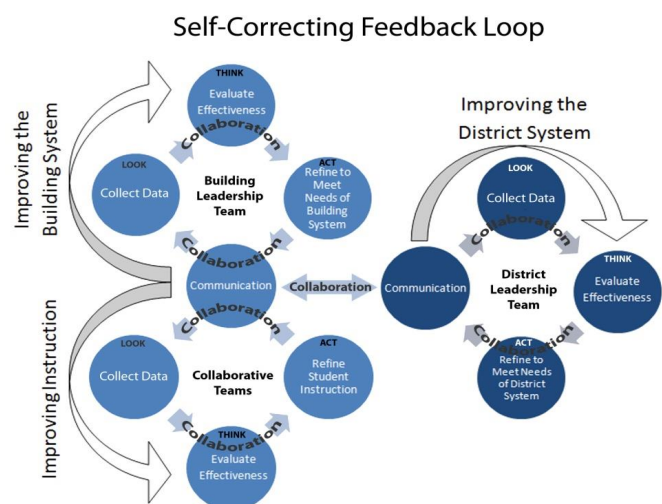 Self-Correcting Feedback Loop
Improving the
Building System
THINK
Evaluate
Effectiveness
Collaboration
LOOK
Collect Data
Building
Leadership
Team
ACT
Refine to
Meet
Needs of
Building
System
Collaboration
Communication
Collaboration
Improving Instruction
LOOK
Collect Data
Collaborative
Teams
ACT
Refine
Student
Instruction
Collaboration
THINK
Evaluate
Effectiveness
Collaboration
Improving the
District System
LOOK
Collect Data
Collaboration
Communication
District
Leadership
Team
THINK
Evaluate
Effectiveness
Collaboration
ACT
Refine to
Meet Needs
of District
System